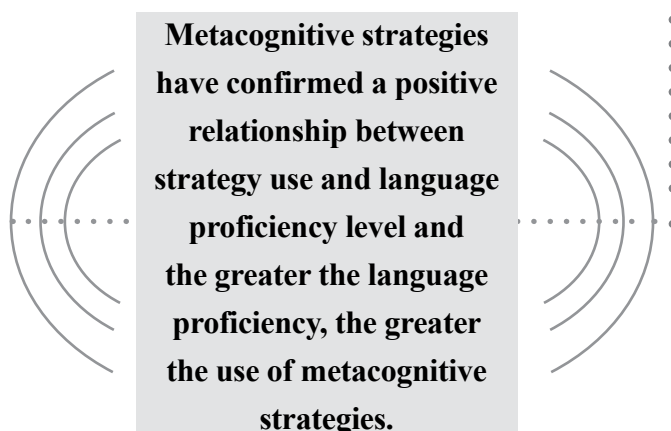 Metacognitive strategies
have confirmed a positive
relationship between
strategy use and language
proficiency level and
the greater the language
proficiency, the greater
the use of metacognitive
strategies.